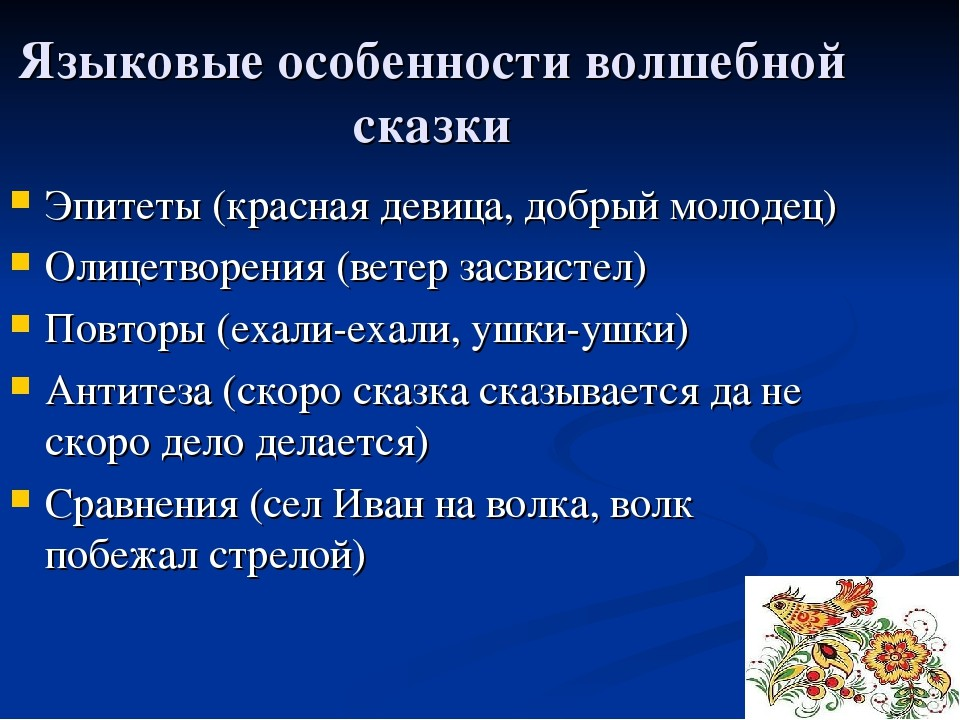 Языковые особенности волшебной
сказки
Эпитеты (красная девица, добрый молодец)
Олицетворения (ветер засвистел)
Повторы (ехали-ехали, ушки-ушки)
Антитеза (скоро сказка сказывается да не
скоро дело делается)
Сравнения (сел Иван на волка, волк
побежал стрелой)